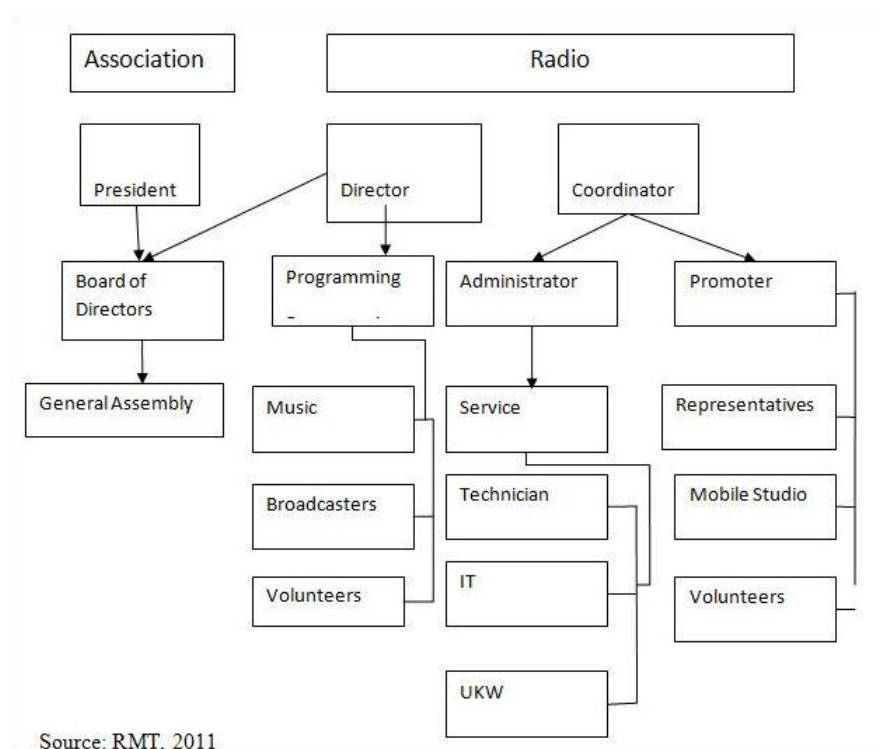 Association
Radio
President
Director
Coordinator
Board of
Directors
Programming
Administrator
Promoter
General Assembly
Music
Service
Representatives
Broadcasters
Technician
Mobile Studio
Volunteers
IT
Volunteers
UKW
Source: RMT, 2011